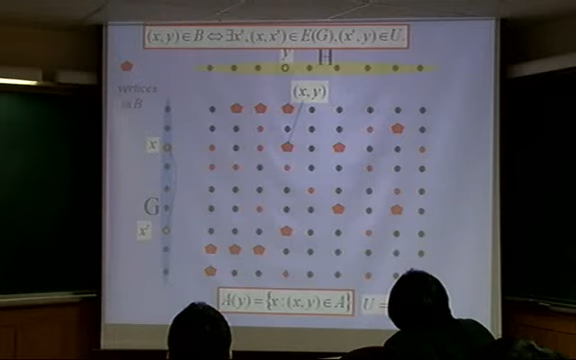 (x, y) ∈ B ⇔ ∃x', (x, x') ∈ E(G), (x', y) ∈ U.
y H
vertices
in B
(x, y)
x
G
x'
A(y) = {x : (x, y) ∈ A} U =